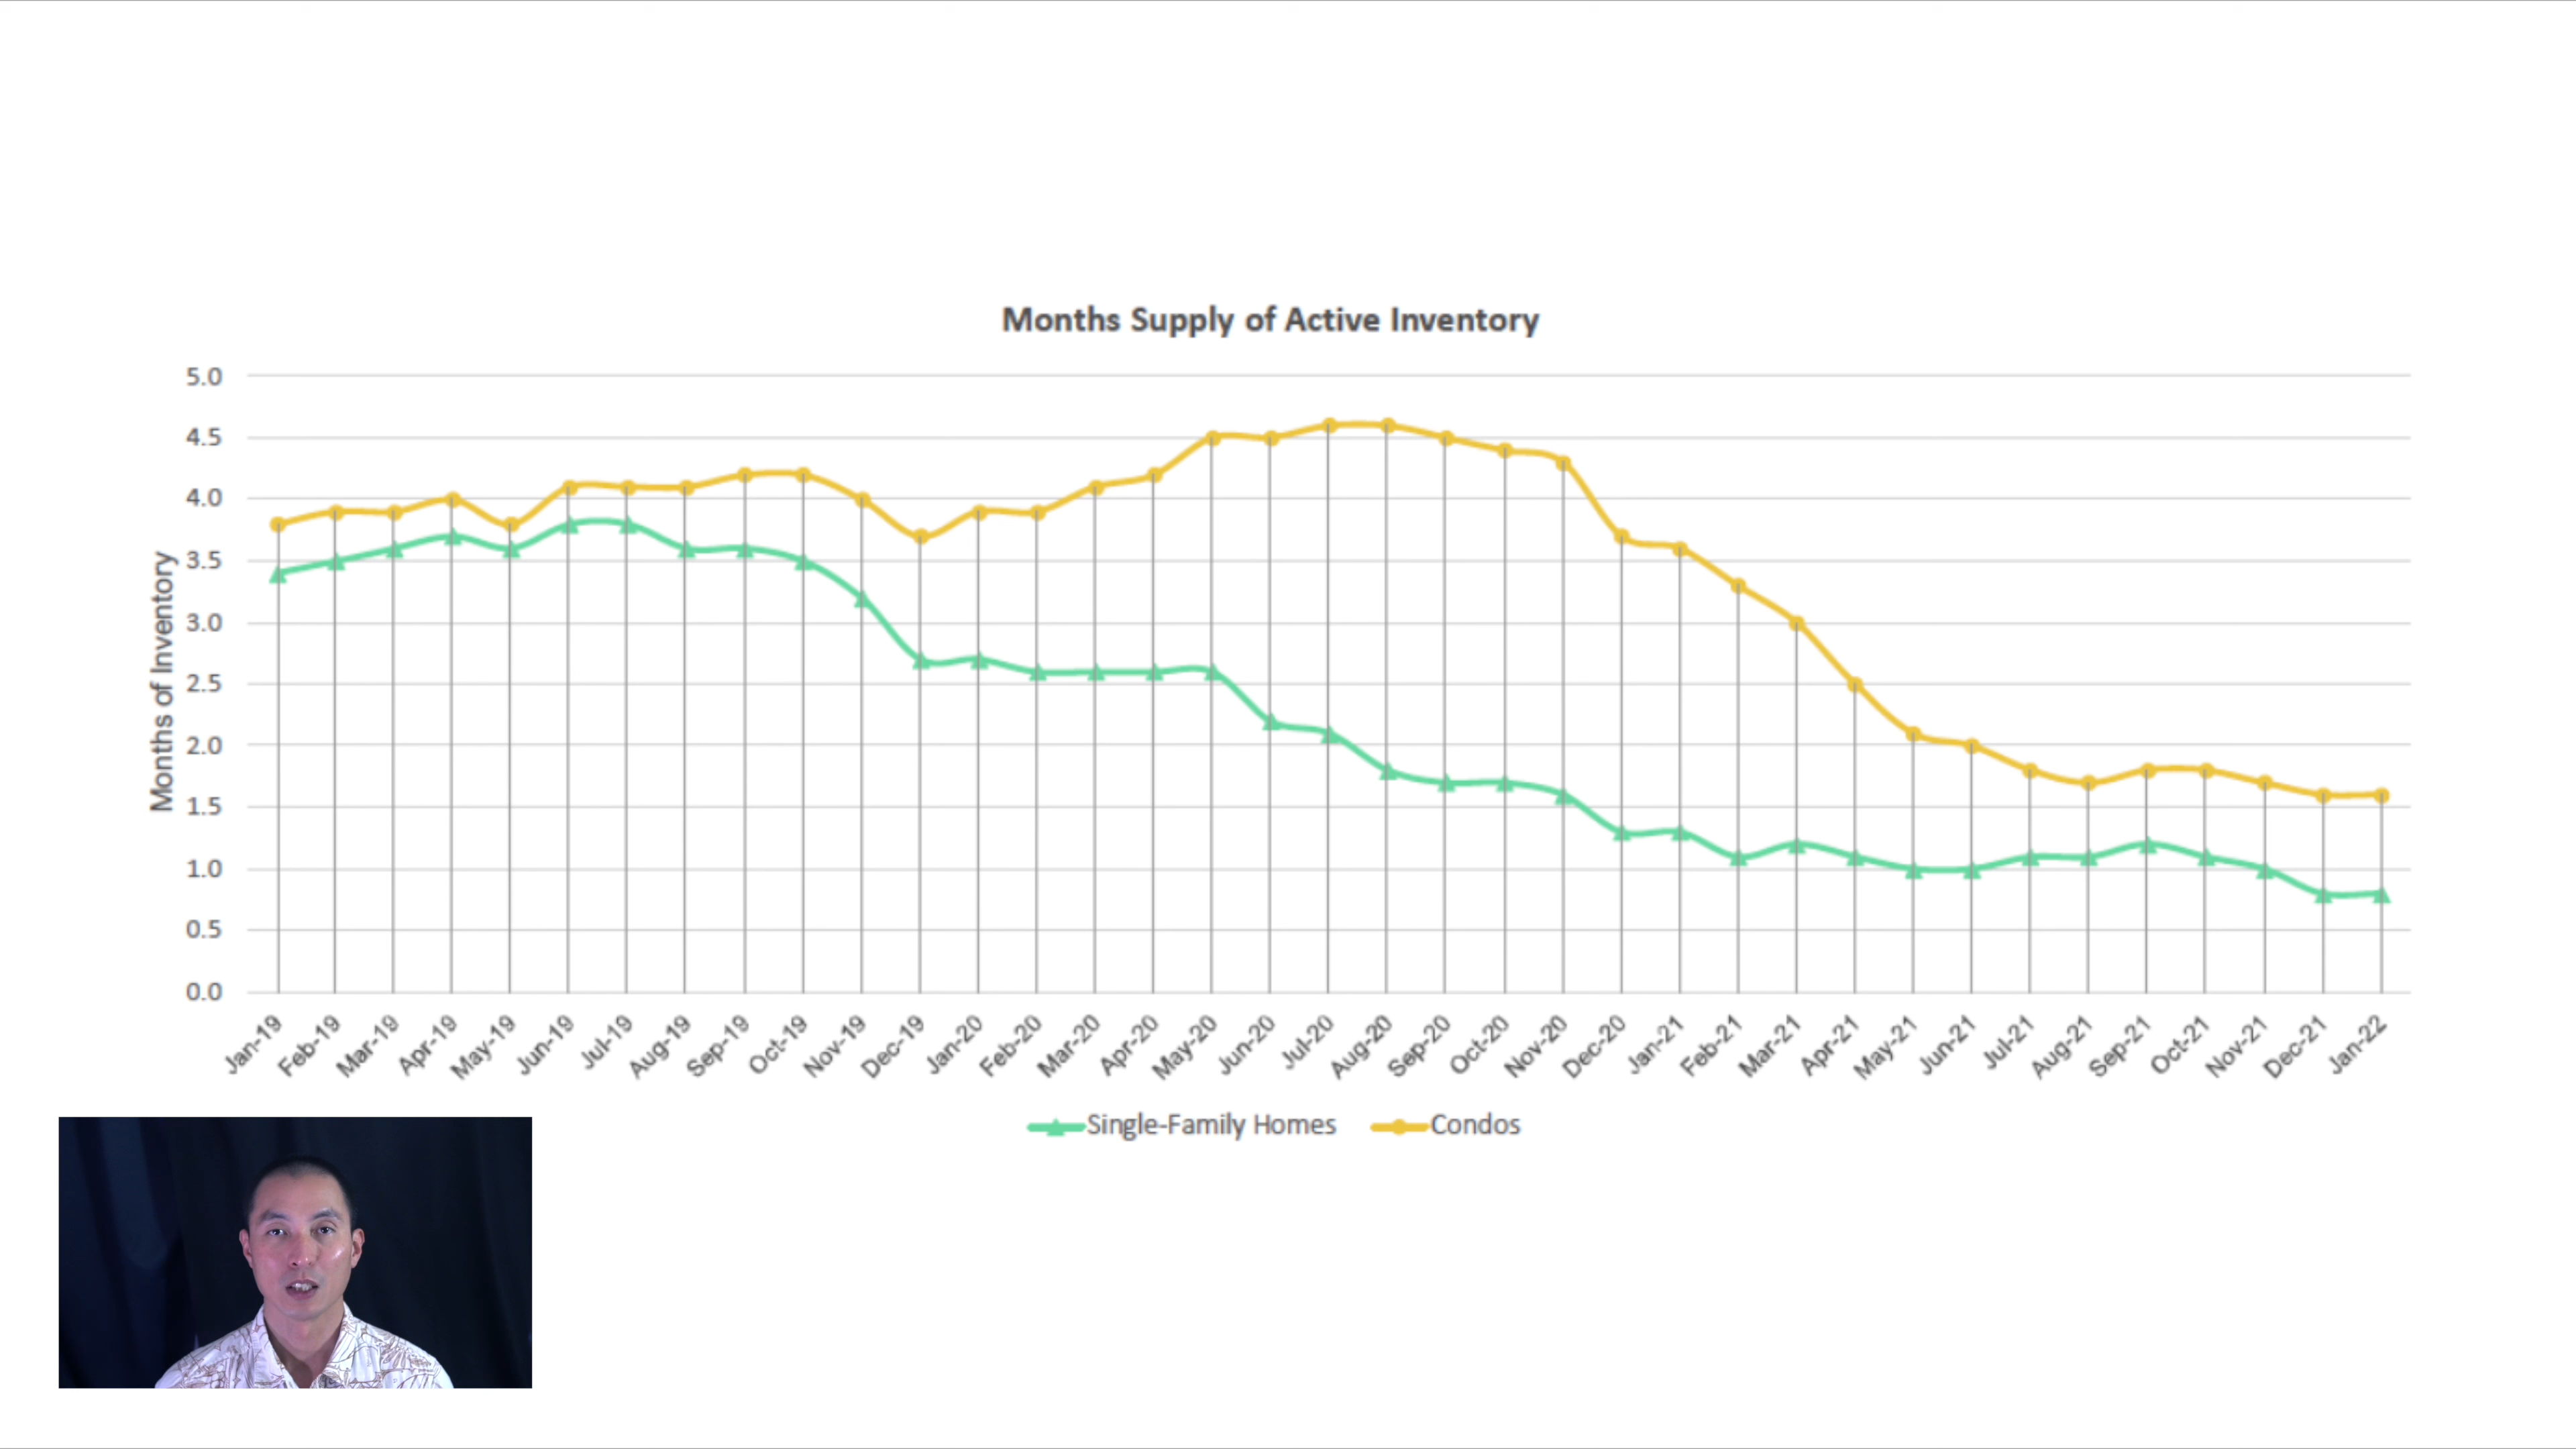 Months Supply of Active Inventory
5.0
4.5
4.0
3.5
3.0
2.5
2.0
1.5
1.0
0.5
0.0
Months of Inventory
Jan-19 Feb-19 Mar-19 Apr-19 May-19 Jun-19 Jul-19 Aug-19 Sep-19 Oct-19 Nov-19 Dec-19 Jan-20 Feb-20 Mar-20 Apr-20 May-20 Jun-20 Jul-20 Aug-20 Sep-20 Oct-20 Nov-20 Dec-20 Jan-21 Feb-21 Mar-21 Apr-21 May-21 Jun-21 Jul-21 Aug-21 Sep-21 Oct-21 Nov-21 Dec-21 Jan-22
Single-Family Homes Condos